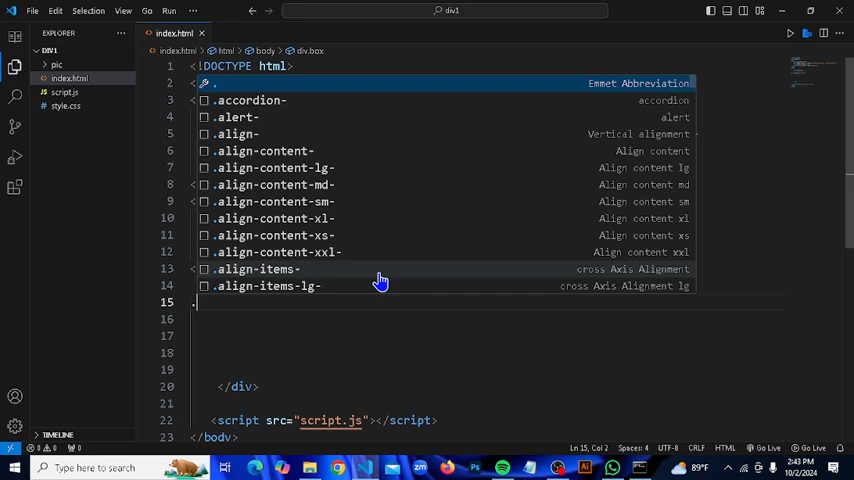 File Edit Selection View Go Run ... div1
EXPLORER ... index.html
DIV1 index.html > html > body > div.box
pic
index.html
script.js
style.css
1 <!DOCTYPE html>
2 < . Emmet Abbreviation
3 < .accordion- accordion
4 .alert- alert
5 .align- Vertical alignment
6 .align-content- Align content
7 .align-content-lg- Align content lg
8 < .align-content-md- Align content md
9 < .align-content-sm- Align content sm
10 .align-content-xl- Align content xl
11 .align-content-xs- Align content xs
12 .align-content-xxl- Align content xxl
13 < .align-items- cross Axis Alignment
14 .align-items-lg- cross Axis Alignment lg
15 .
16
17
18
19
20 </div>
21
22 <script src="script.js"></script>
23 </body>
TIMELINE
0 0 0 Ln 15, Col 2 Spaces: 4 UTF-8 CRLF HTML Go Live Go Live
Type here to search 89°F 2:43 PM
10/2/2024